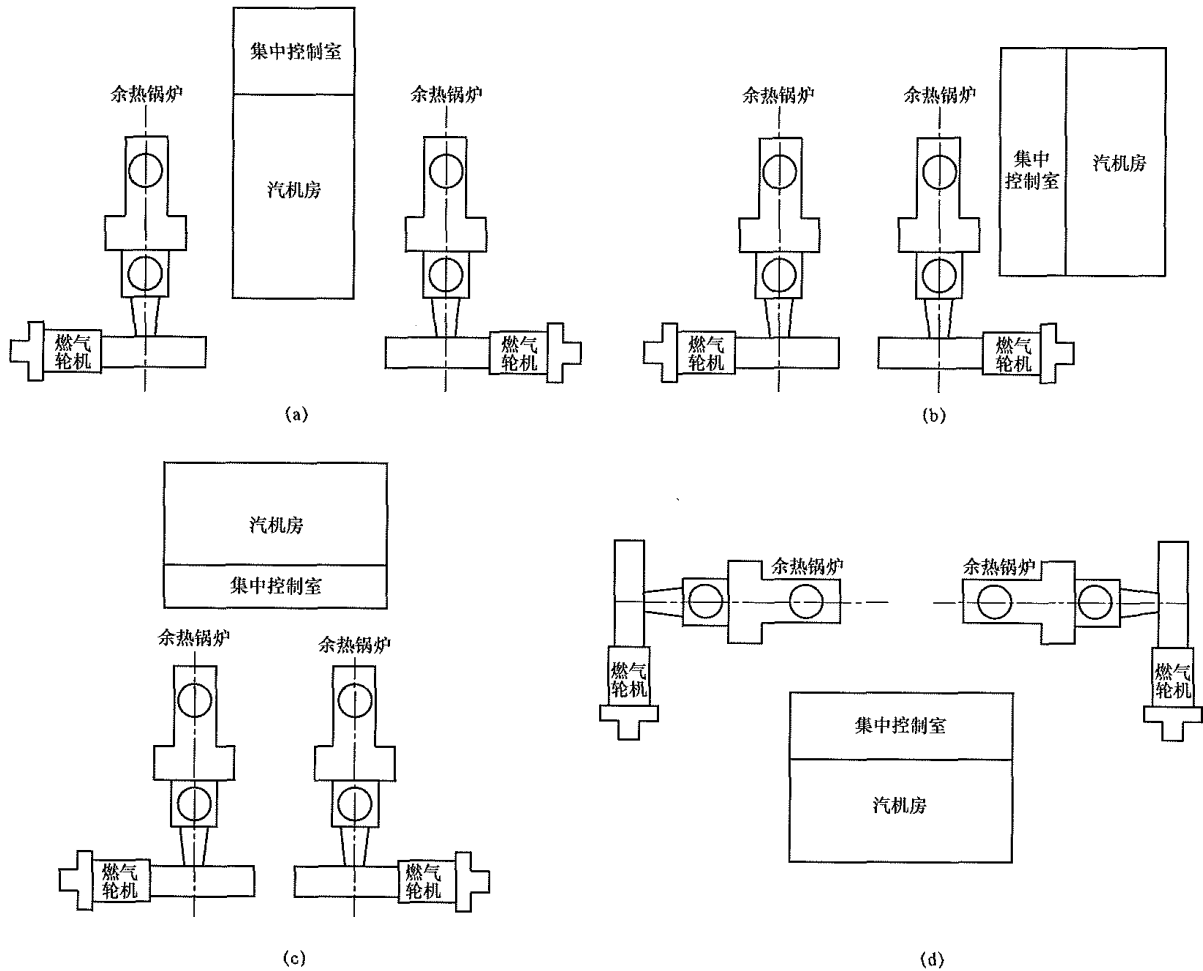 集中控制室
余热锅炉
余热锅炉
汽机房
燃气
轮机
燃气
轮机
(a)
余热锅炉
余热锅炉
集中
控制室
汽机房
燃气
轮机
燃气
轮机
(b)
汽机房
集中控制室
余热锅炉
余热锅炉
燃气
轮机
燃气
轮机
(c)
余热锅炉
余热锅炉
燃气
轮机
燃气
轮机
集中控制室
汽机房
(d)